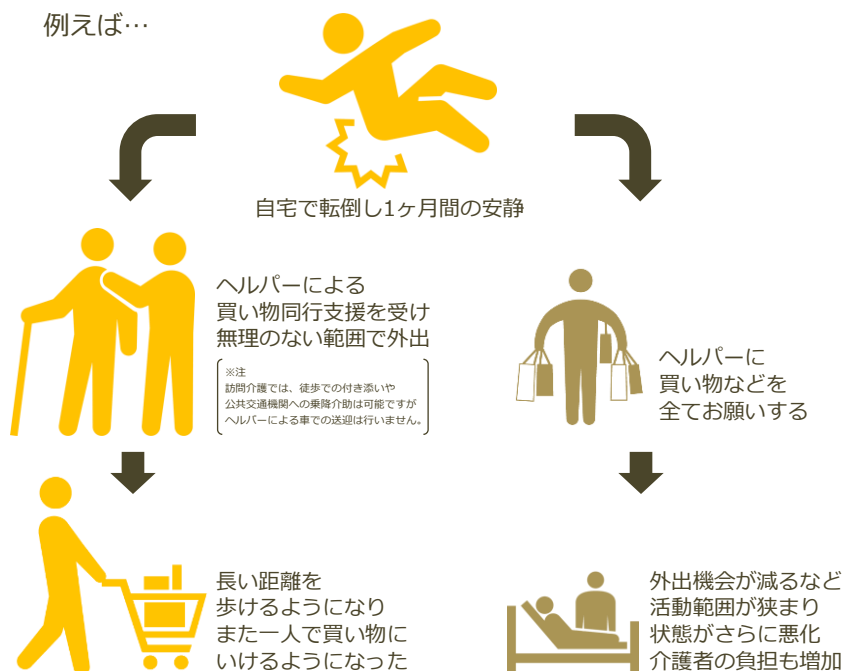 例えば…
自宅で転倒し1ヶ月間の安静
ヘルパーによる
買い物同行支援を受け
無理のない範囲で外出
※注
訪問介護では、徒歩での付き添いや
公共交通機関への乗降介助は可能ですが
ヘルパーによる車での送迎は行いません。
ヘルパーに
買い物などを
全てお願いする
長い距離を
歩けるようになり
また一人で買い物に
いけるようになった
外出機会が減るなど
活動範囲が狭まり
状態がさらに悪化
介護者の負担も増加